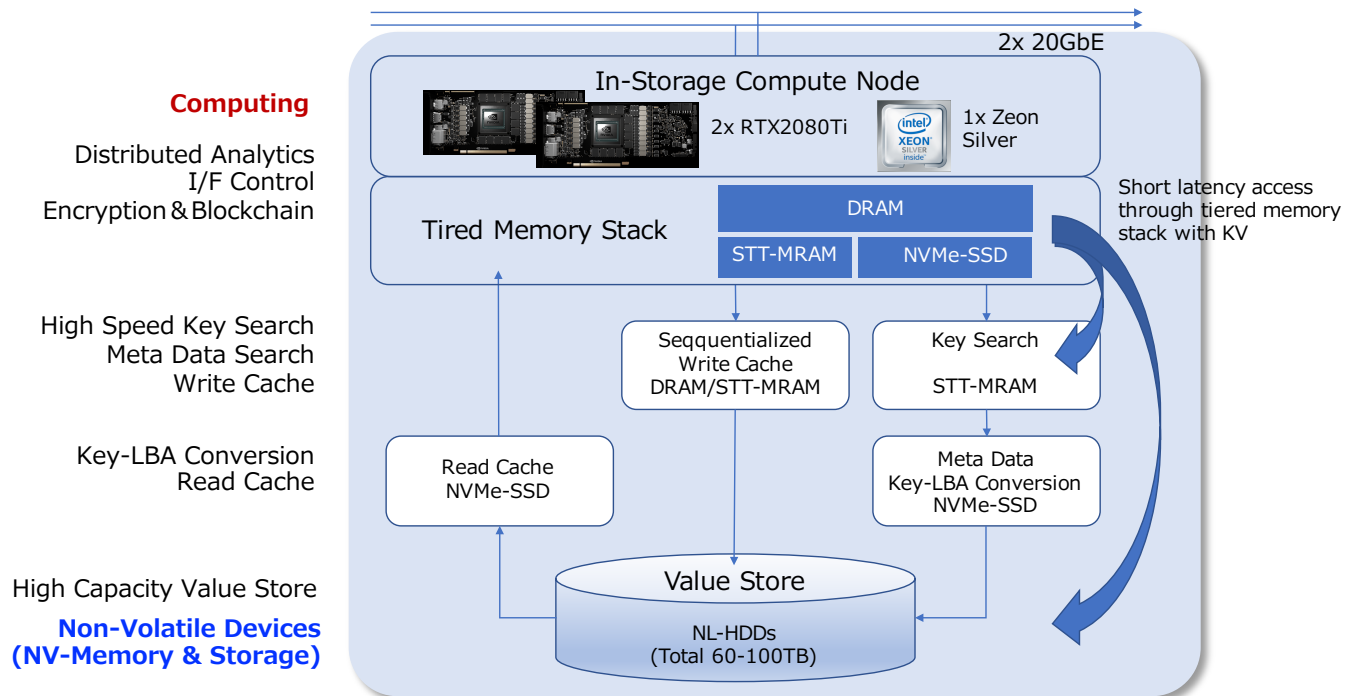 2x 20GbE
In-Storage Compute Node
Computing
2x RTX2080Ti
intel
XEON
SILVER
inside
1x Zeon
Silver
Distributed Analytics
I/F Control
Encryption&Blockchain
Tired Memory Stack
DRAM
STT-MRAM
NVMe-SSD
Short latency access
through tiered memory
stack with KV
High Speed Key Search
Meta Data Search
Write Cache
Seqquentialized
Write Cache
DRAM/STT-MRAM
Key Search
STT-MRAM
Key-LBA Conversion
Read Cache
Read Cache
NVMe-SSD
Meta Data
Key-LBA Conversion
NVMe-SSD
High Capacity Value Store
Value Store
Non-Volatile Devices
(NV-Memory & Storage)
NL-HDDs
(Total 60-100TB)